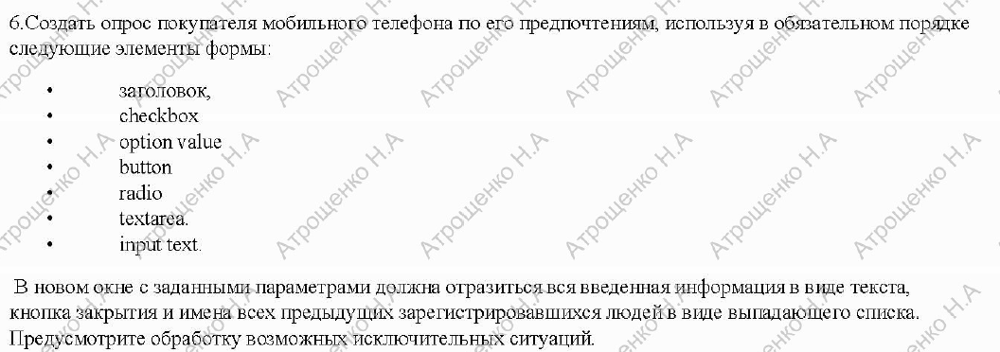 6.Создать опрос покупателя мобильного телефона по его предпочтениям, используя в обязательном порядке
следующие элементы формы:
• заголовок,
• checkbox
• option value
• button
• radio
• textarea.
• input text.
В новом окне с заданными параметрами должна отразиться вся введенная информация в виде текста,
кнопка закрытия и имена всех предыдущих зарегистрировавшихся людей в виде выпадающего списка.
Предусмотрите обработку возможных исключительных ситуаций.
Атрощенко Н.А